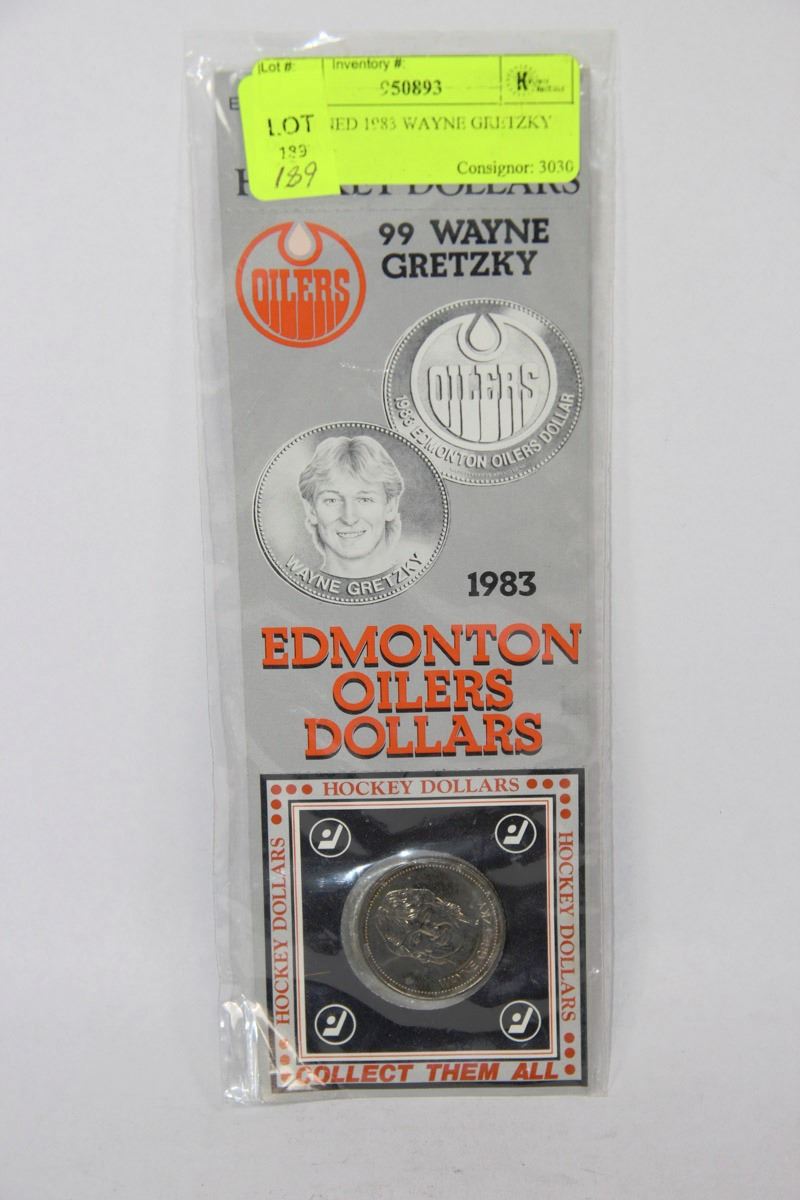 Lot #: Inventory #:
950893
NED 1983 WAYNE GRETZKY
LOT
189
189
Consignor: 3030
DOLLARS
99 WAYNE
GRETZKY
OILERS
OILERS
1983 EDMONTON OILERS DOLLAR
WAYNE GRETZKY
1983
EDMONTON
OILERS
DOLLARS
HOCKEY DOLLARS
HOCKEY DOLLARS
HOCKEY DOLLARS
COLLECT THEM ALL